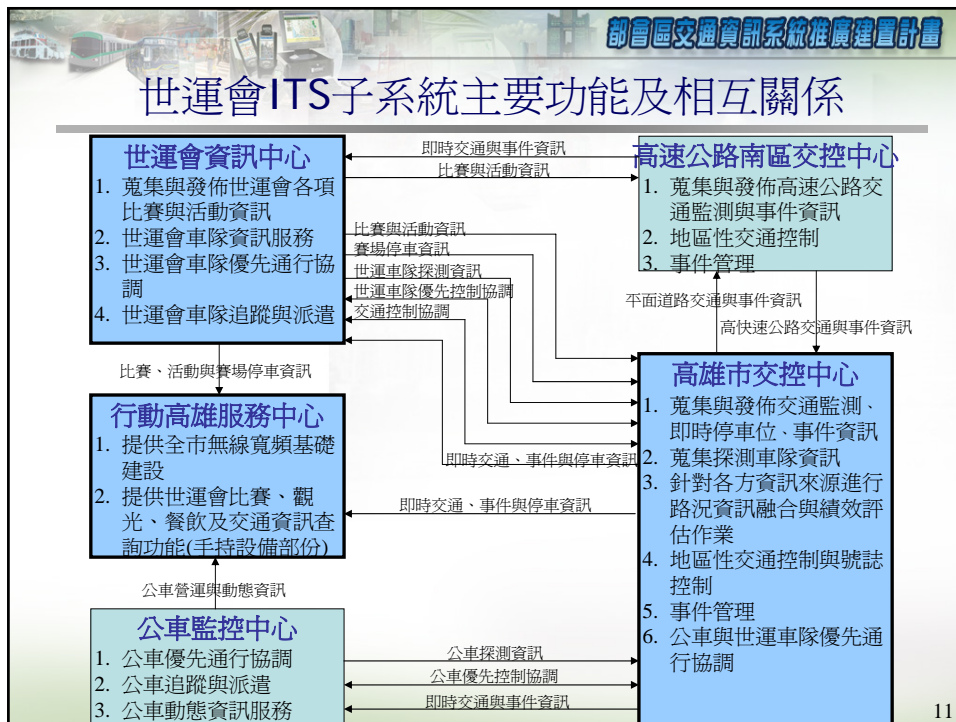 都會區交通資訊系統推廣建置計畫
世運會ITS子系統主要功能及相互關係
世運會資訊中心
1. 蒐集與發佈世運會各項
比賽與活動資訊
2. 世運會車隊資訊服務
3. 世運會車隊優先通行協
調
4. 世運會車隊追蹤與派遣
即時交通與事件資訊
比賽與活動資訊
高速公路南區交控中心
1. 蒐集與發佈高速公路交
通監測與事件資訊
2. 地區性交通控制
3. 事件管理
比賽與活動資訊
賽場停車資訊
世運車隊探測資訊
世運車隊優先控制協調
交通控制協調
平面道路交通與事件資訊
高快速公路交通與事件資訊
比賽、活動與賽場停車資訊
行動高雄服務中心
1. 提供全市無線寬頻基礎
建設
2. 提供世運會比賽、觀
光、餐飲及交通資訊查
詢功能(手持設備部份)
即時交通、事件與停車資訊
即時交通、事件與停車資訊
高雄市交控中心
1. 蒐集與發佈交通監測、
即時停車位、事件資訊
2. 蒐集探測車隊資訊
3. 針對各方資訊來源進行
路況資訊融合與績效評
估作業
4. 地區性交通控制與號誌
控制
5. 事件管理
6. 公車與世運車隊優先通
行協調
公車營運與動態資訊
公車監控中心
1. 公車優先通行協調
2. 公車追蹤與派遣
3. 公車動態資訊服務
公車探測資訊
公車優先控制協調
即時交通與事件資訊
11